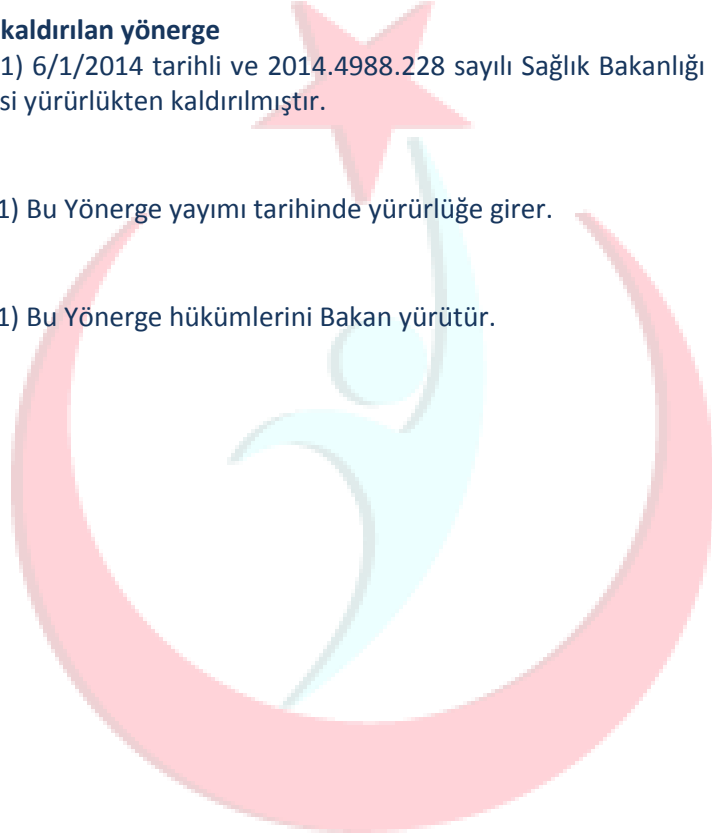 kaldırılan yönerge
1) 6/1/2014 tarihli ve 2014.4988.228 sayılı Sağlık Bakanlığı
si yürürlükten kaldırılmıştır.
1) Bu Yönerge yayımı tarihinde yürürlüğe girer.
1) Bu Yönerge hükümlerini Bakan yürütür.